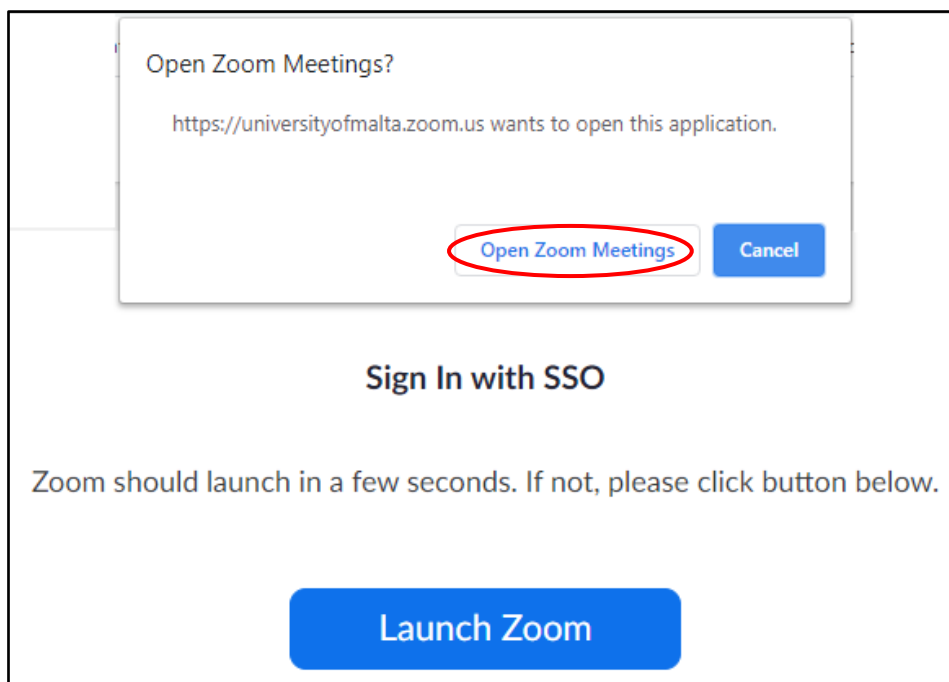 Open Zoom Meetings?
https://universityofmalta.zoom.us wants to open this application.
Open Zoom Meetings
Cancel
Sign In with SSO
Zoom should launch in a few seconds. If not, please click button below.
Launch Zoom